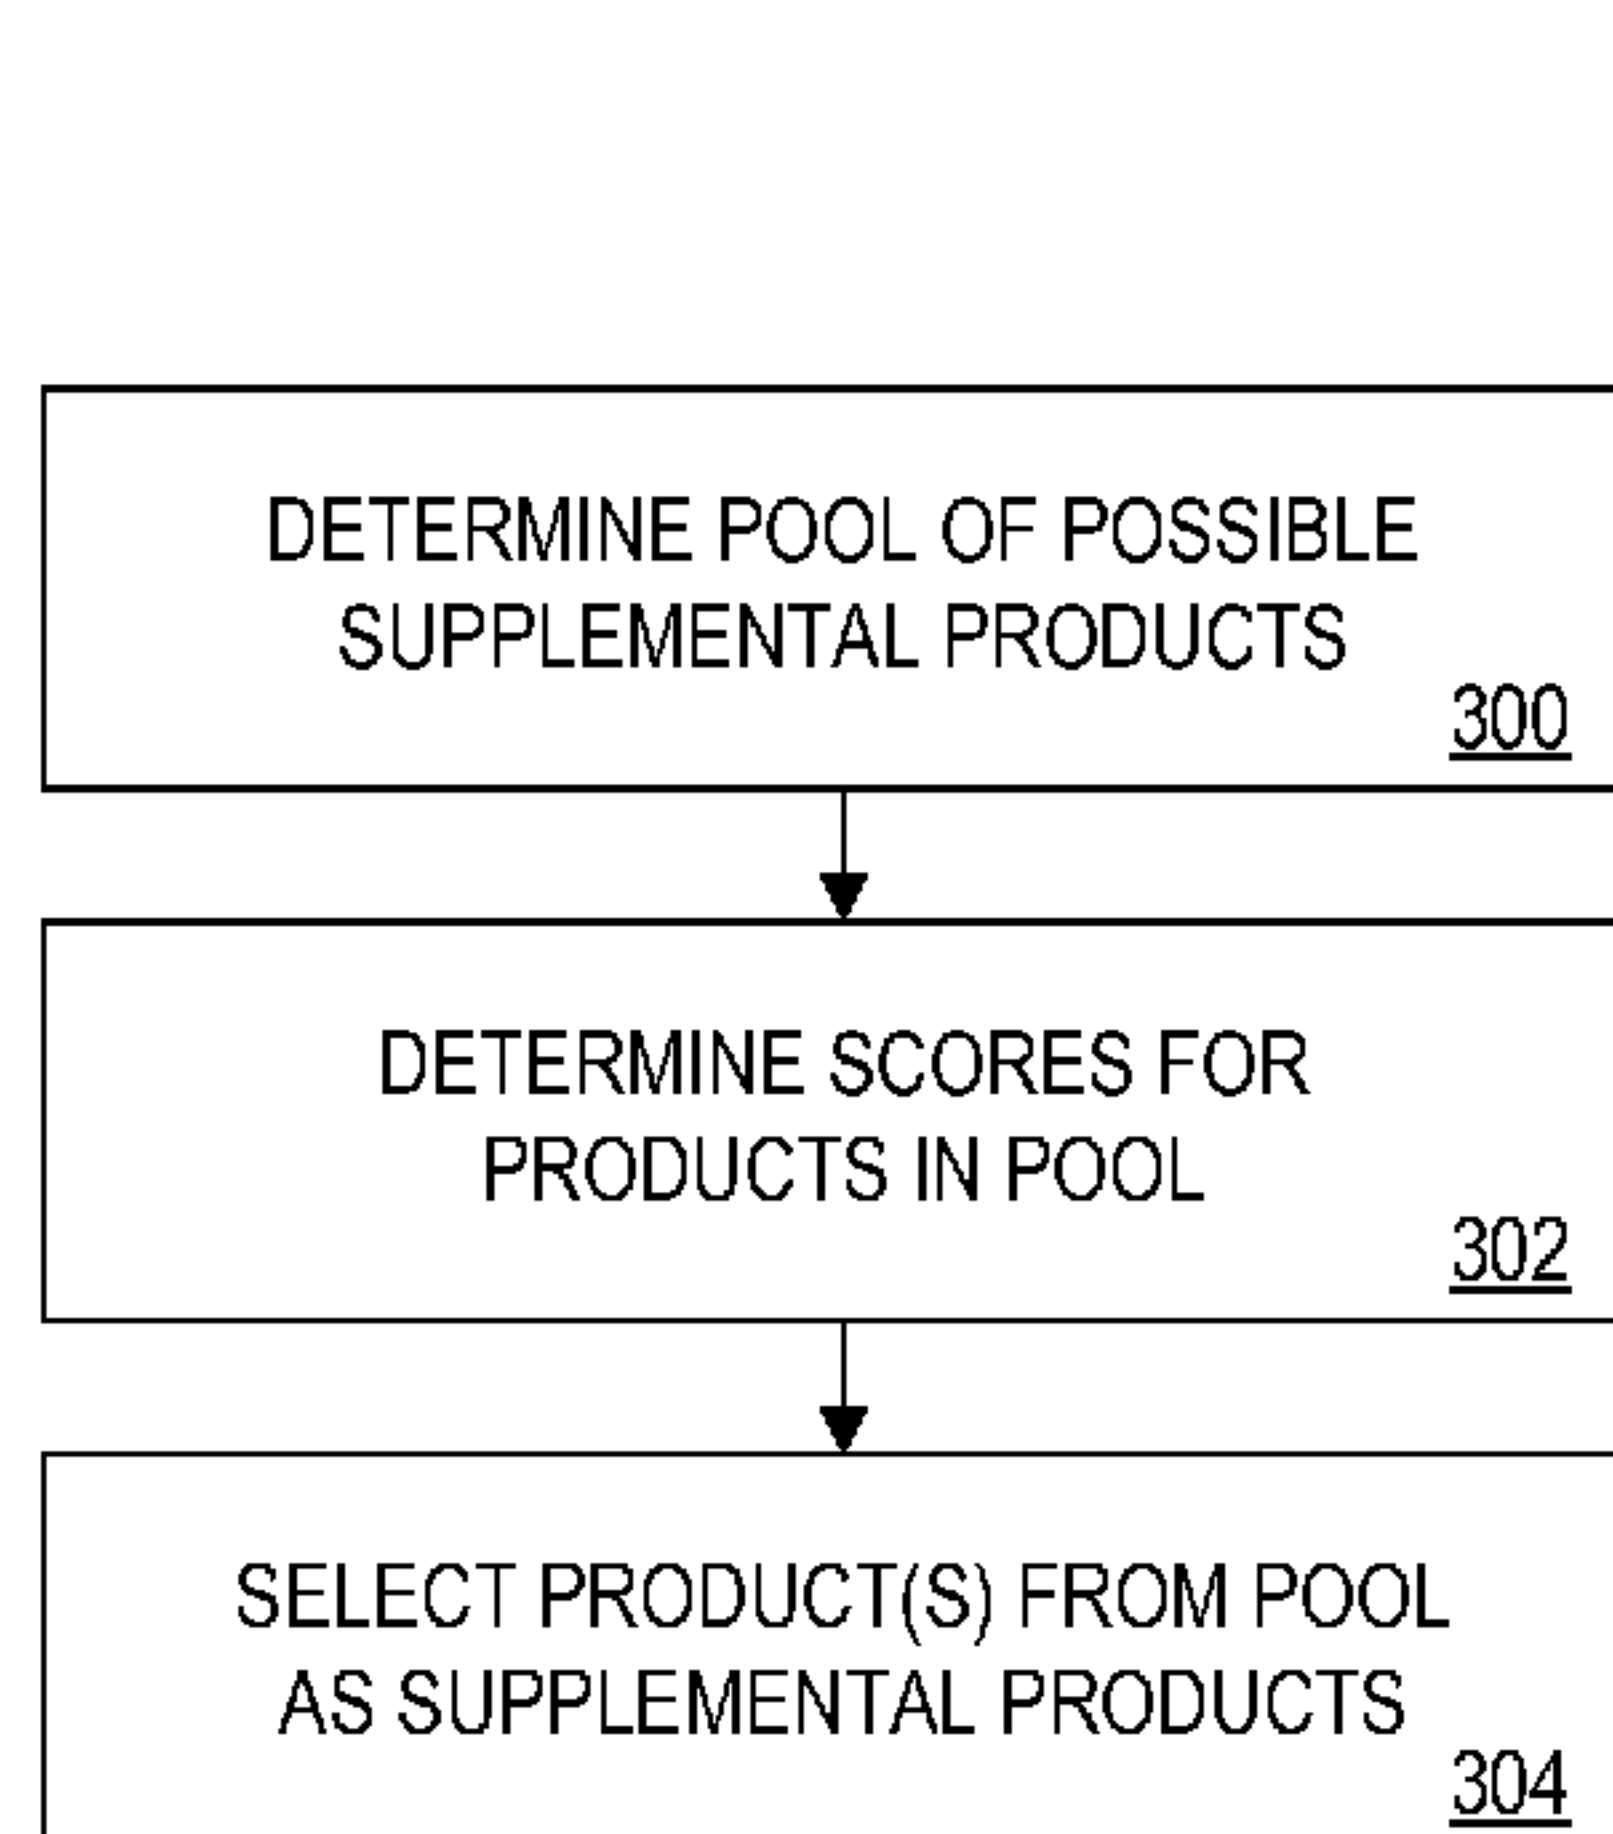 DETERMINE POOL OF POSSIBLE
SUPPLEMENTAL PRODUCTS
300
DETERMINE SCORES FOR
PRODUCTS IN POOL
302
SELECT PRODUCT(S) FROM POOL
AS SUPPLEMENTAL PRODUCTS
304